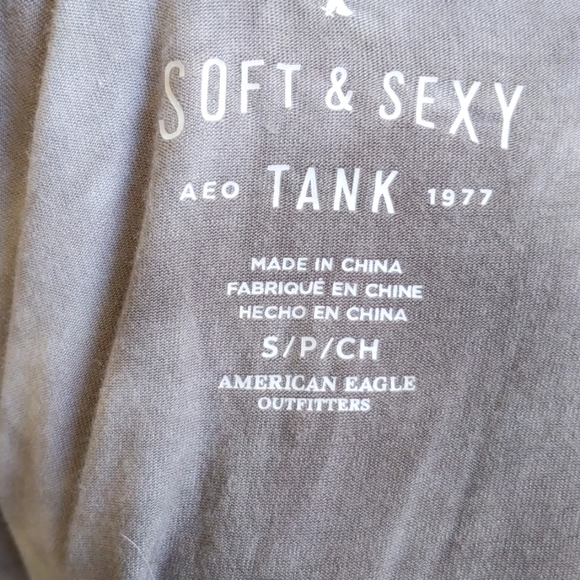 SOFT & SEXY
AEO TANK 1977
MADE IN CHINA
FABRIQUÉ EN CHINE
HECHO EN CHINA
S/P/CH
AMERICAN EAGLE
OUTFITTERS